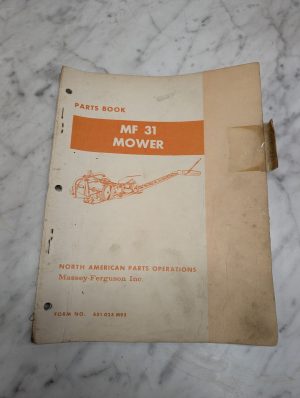 PARTS BOOK
MF 31
MOWER
NORTH AMERICAN PARTS OPERATIONS
Massey-Ferguson Inc.
FORM NO.